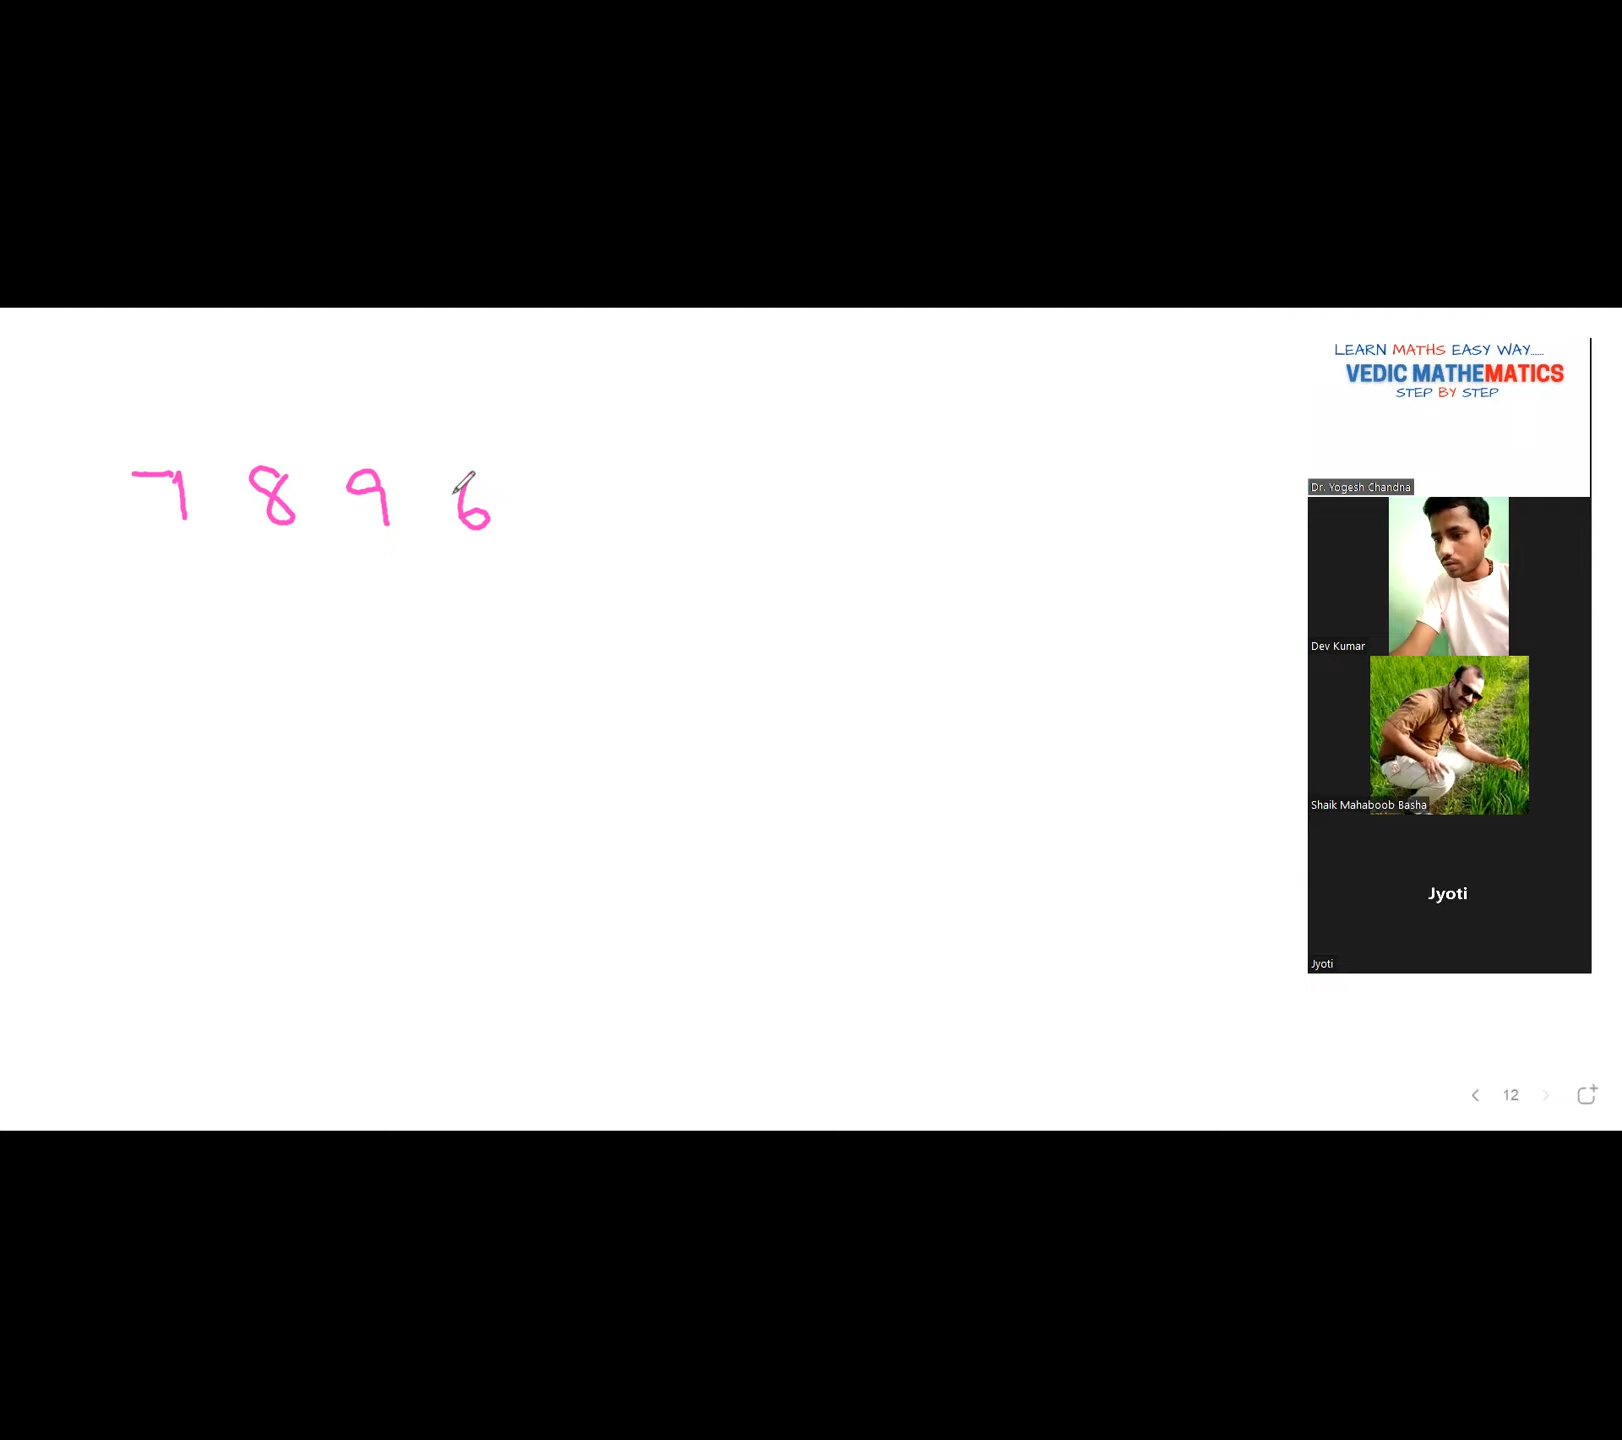 LEARN MATHS EASY WAY......
VEDIC MATHEMATICS
STEP BY STEP
7 8 9 6
Dr. Yogesh Chandna
Dev Kumar
Shaik Mahaboob Basha
Jyoti
Jyoti
12